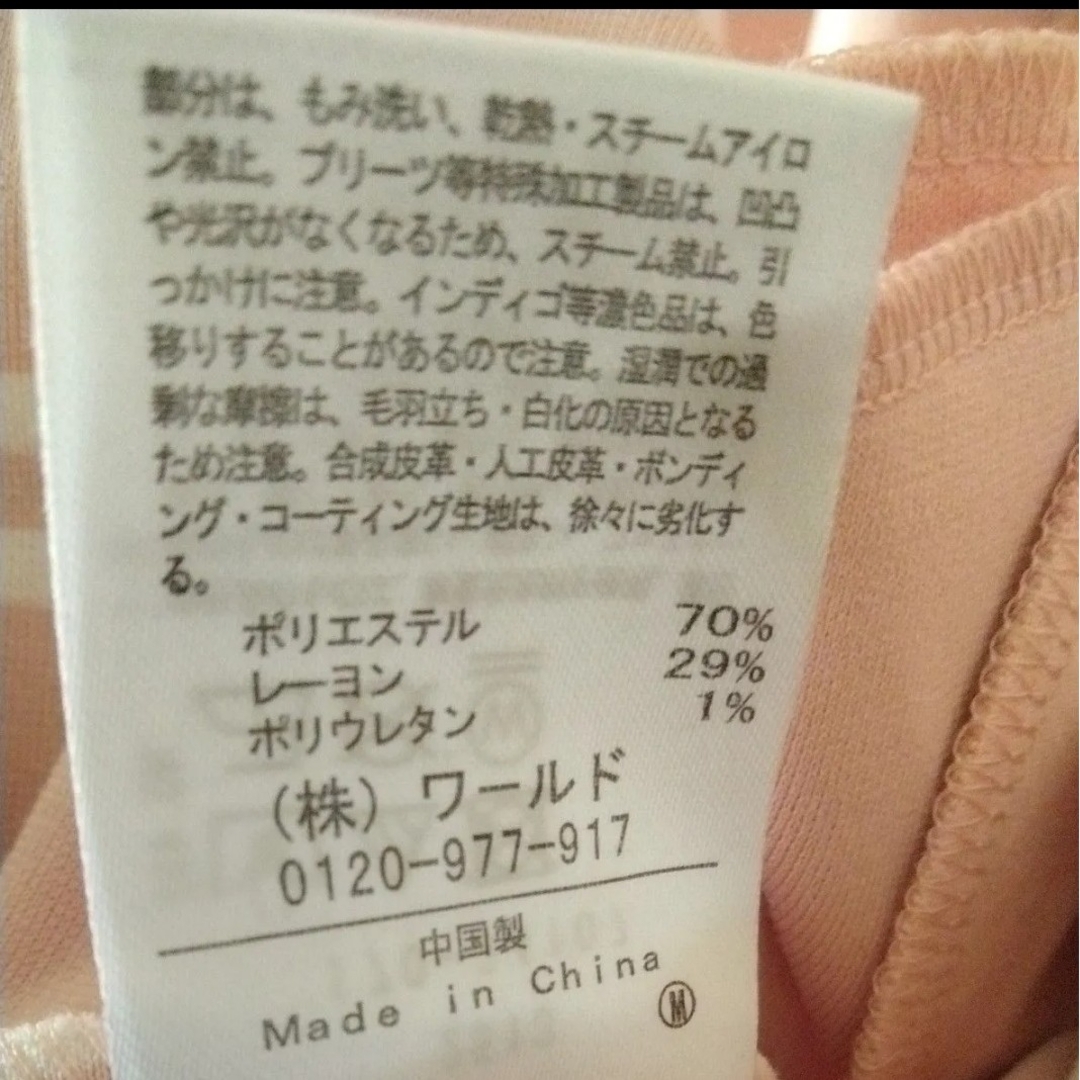 部分は、もみ洗い、乾熱・スチームアイロ
ン禁止。プリーツ等特殊加工製品は、凹凸
や光沢がなくなるため、スチーム禁止。引
っかけに注意。インディゴ等濃色品は、色
移りすることがあるので注意。湿潤での過
剰な摩擦は、毛羽立ち・白化の原因となる
ため注意。合成皮革・人工皮革・ボンディ
ング・コーティング生地は、徐々に劣化す
る。
ポリエステル 70%
レーヨン 29%
ポリウレタン 1%
（株）ワールド
0120-977-917
中国製
Made in China
Ⓜ